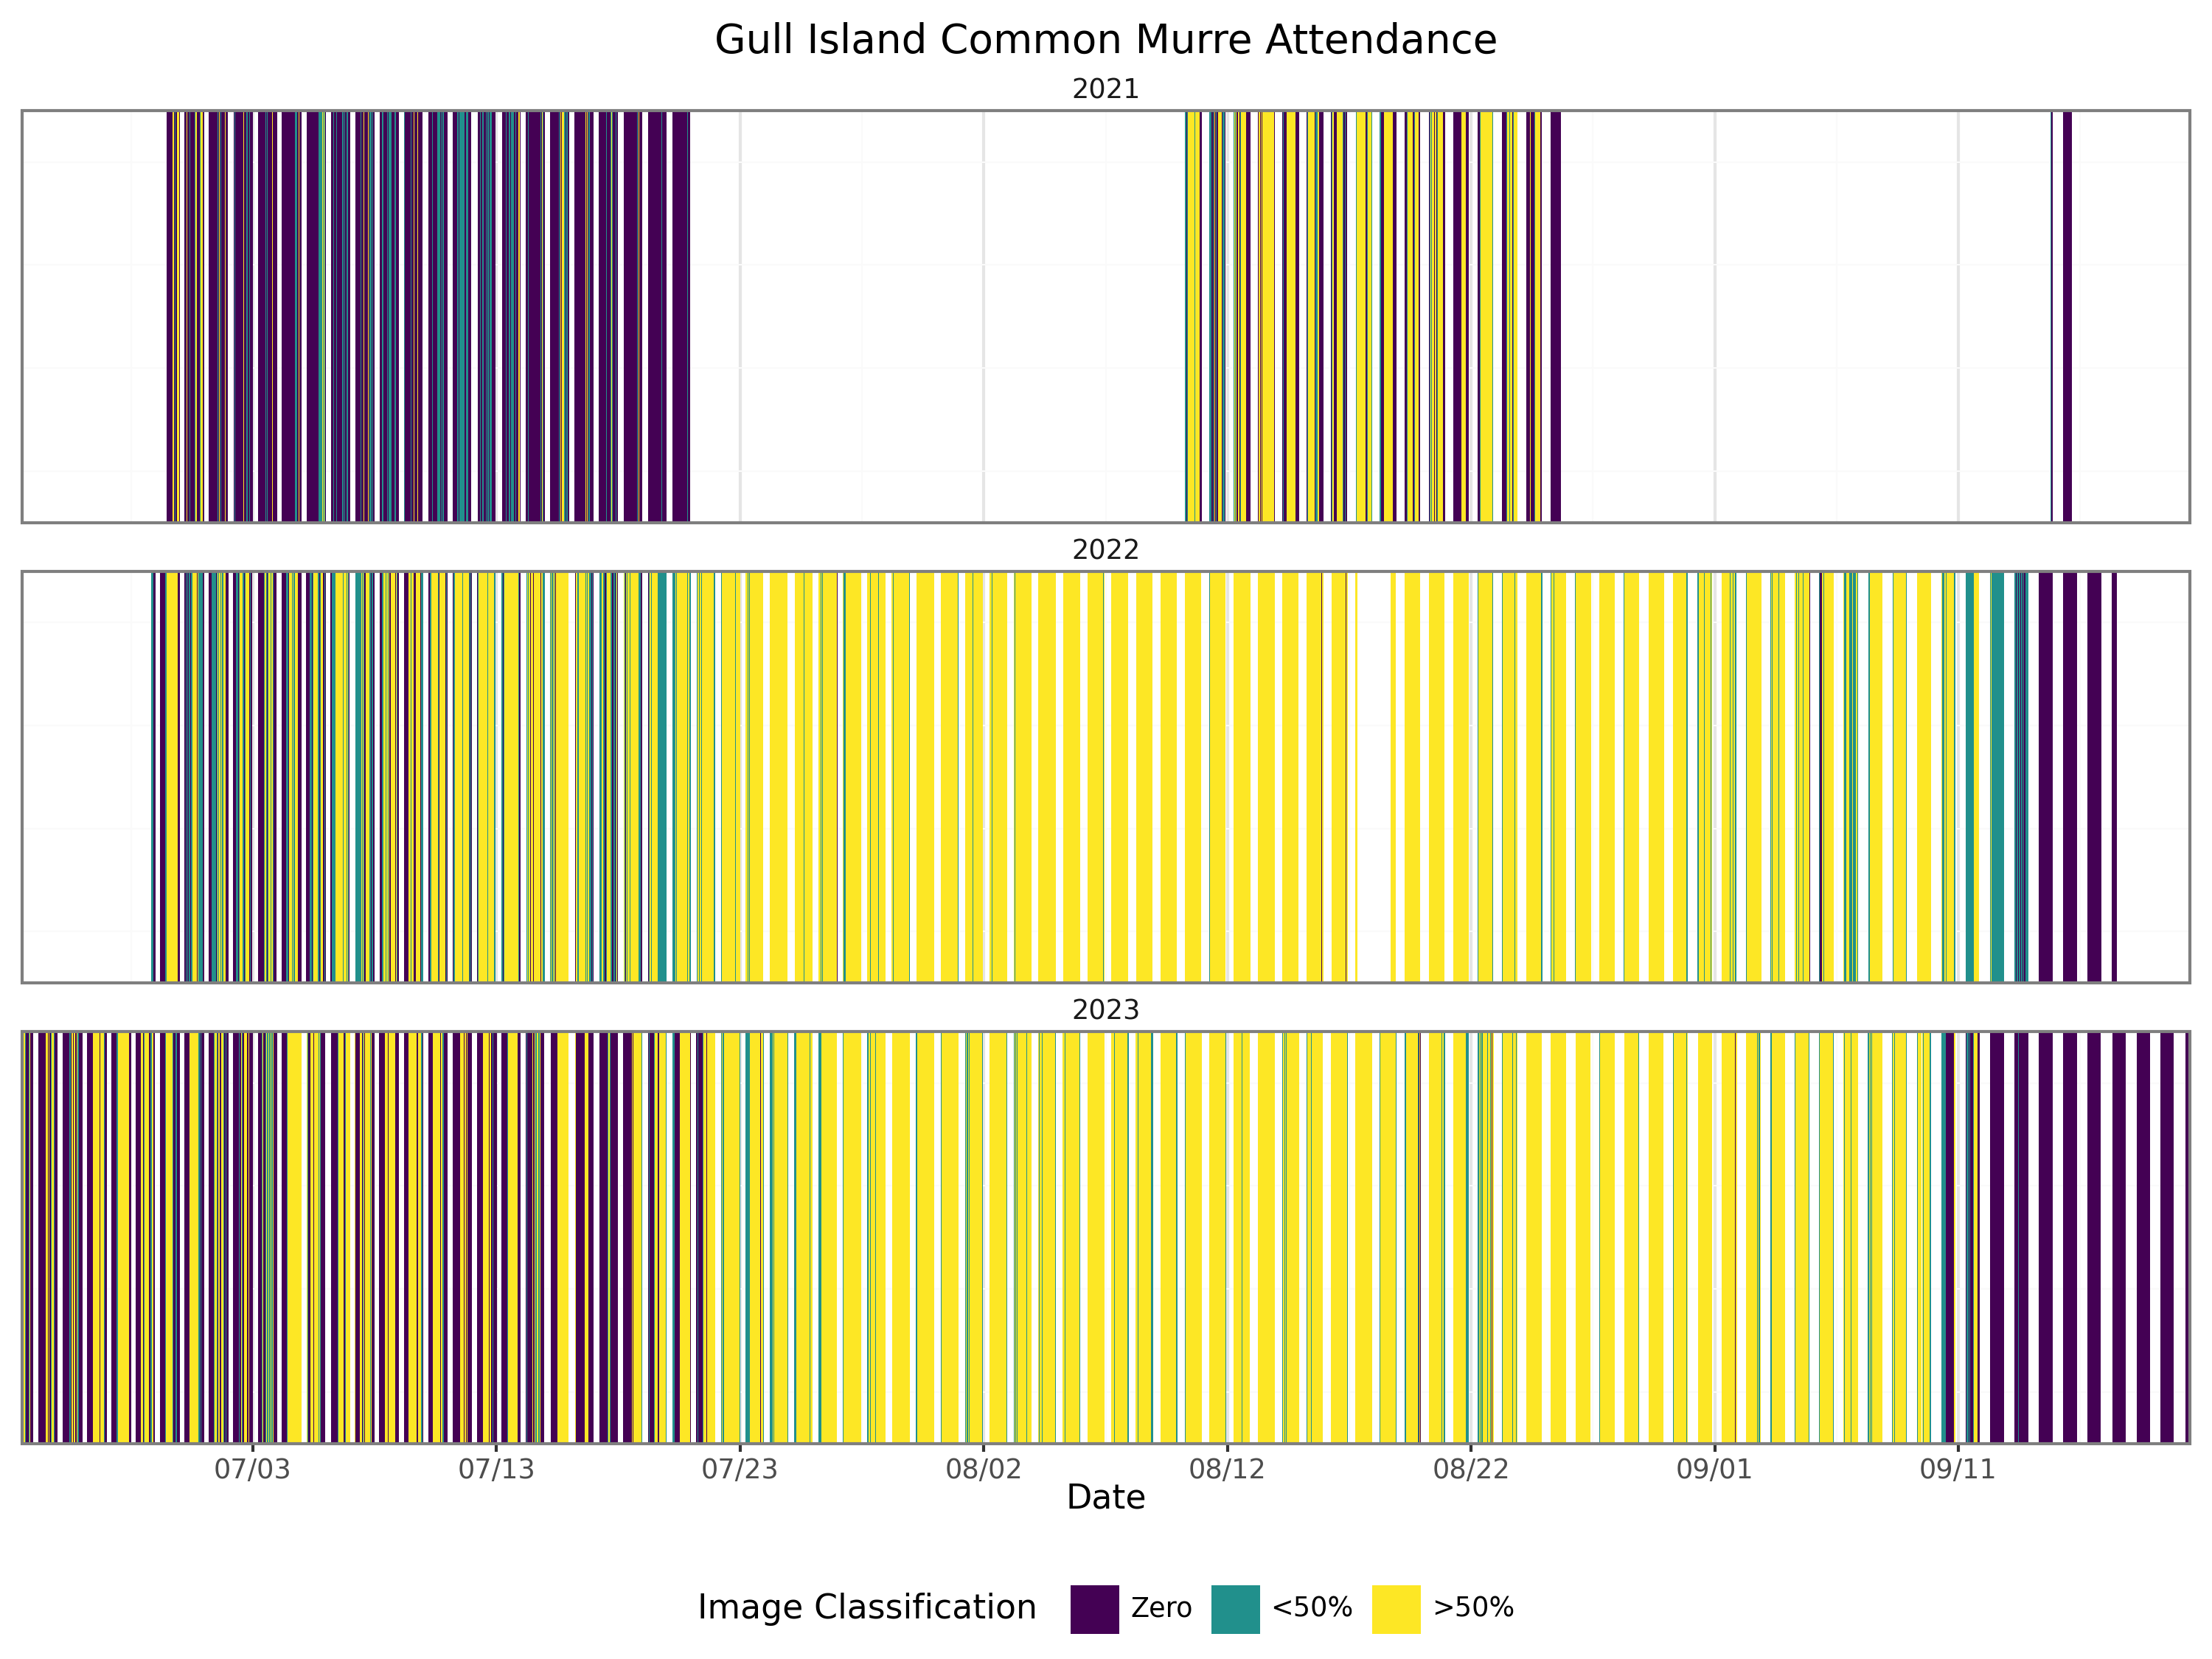 Gull Island Common Murre Attendance
2021
2022
2023
07/03 07/13 07/23 08/02 08/12 08/22 09/01 09/11
Date
Image Classification Zero <50% >50%